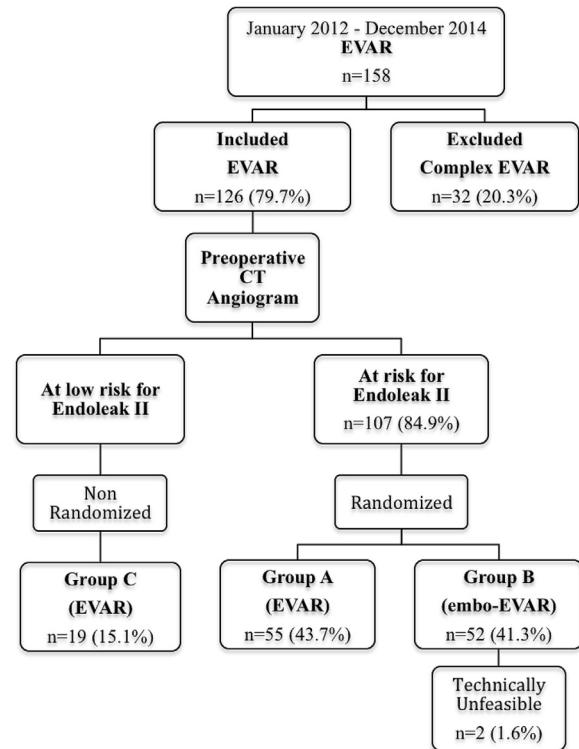 January 2012 - December 2014
EVAR
n=158
Included
EVAR
n=126 (79.7%)
Excluded
Complex EVAR
n=32 (20.3%)
Preoperative
CT
Angiogram
At low risk for
Endoleak II
At risk for
Endoleak II
n=107 (84.9%)
Non
Randomized
Randomized
Group C
(EVAR)
n=19 (15.1%)
Group A
(EVAR)
n=55 (43.7%)
Group B
(embo-EVAR)
n=52 (41.3%)
Technically
Unfeasible
n=2 (1.6%)